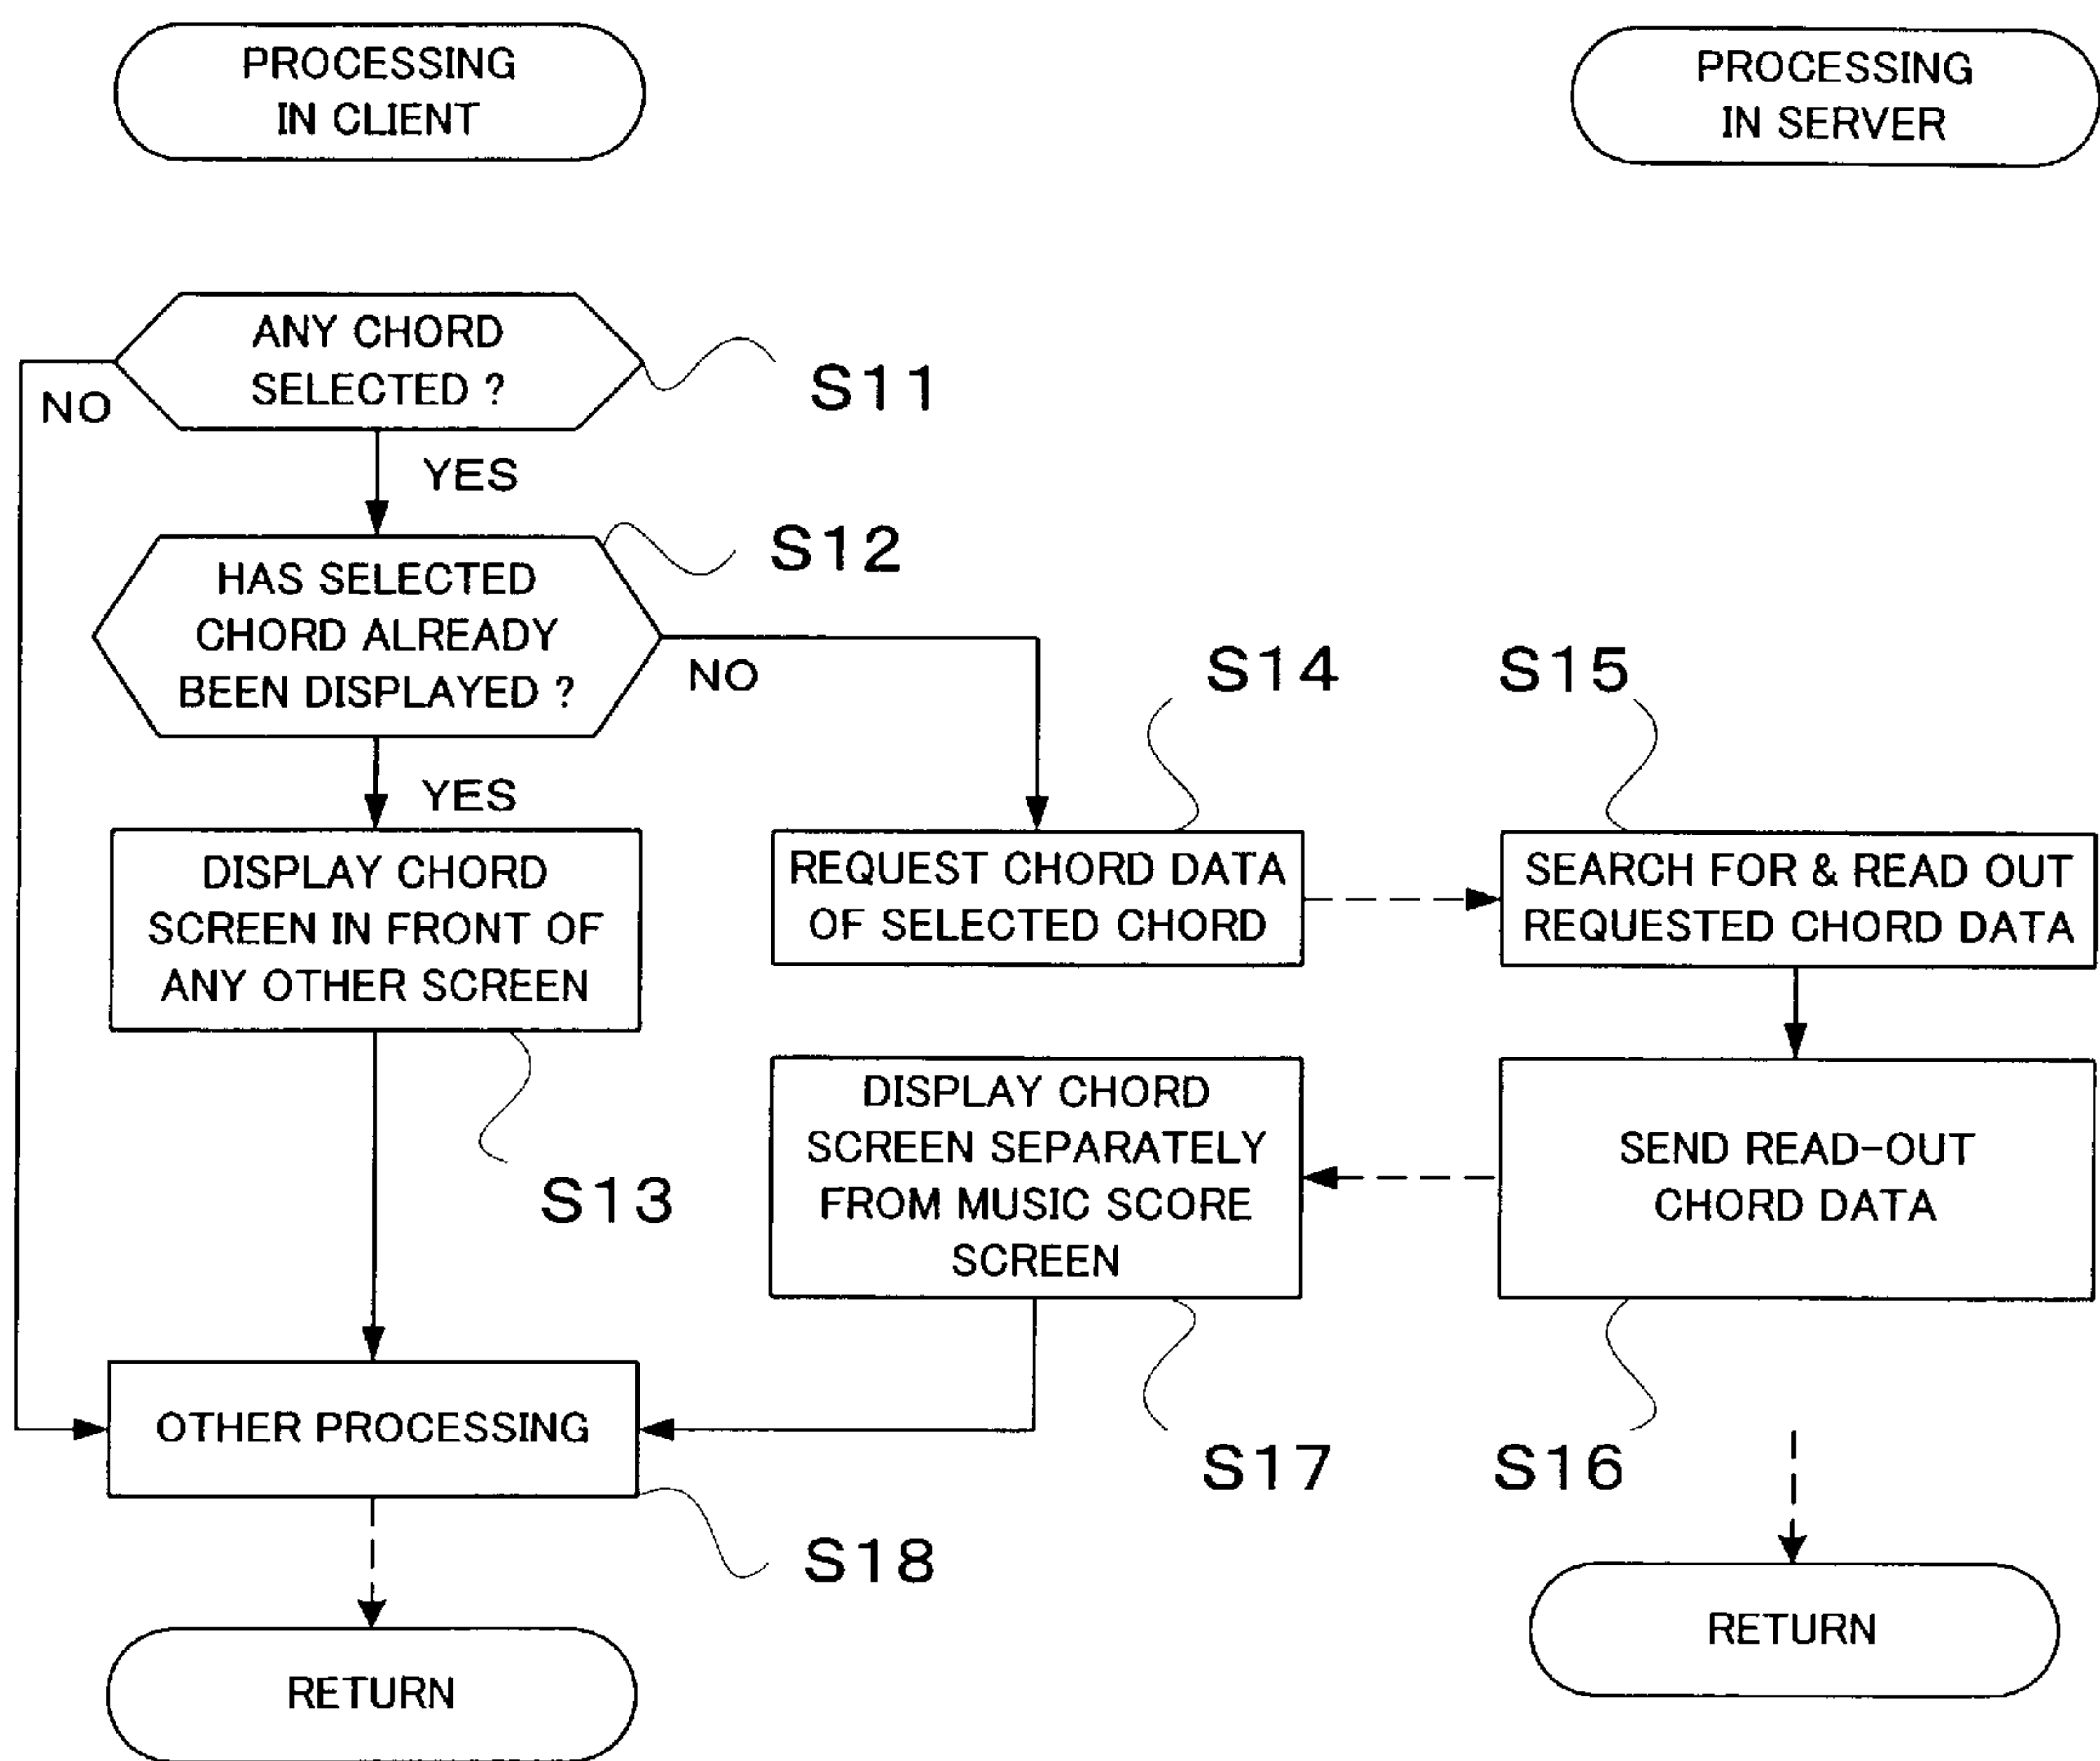 PROCESSING
IN CLIENT
PROCESSING
IN SERVER
ANY CHORD
SELECTED ?
S11
NO
YES
S12
HAS SELECTED
CHORD ALREADY
BEEN DISPLAYED ?
NO
YES
S14
S15
DISPLAY CHORD
SCREEN IN FRONT OF
ANY OTHER SCREEN
S13
REQUEST CHORD DATA
OF SELECTED CHORD
SEARCH FOR & READ OUT
REQUESTED CHORD DATA
DISPLAY CHORD
SCREEN SEPARATELY
FROM MUSIC SCORE
SCREEN
S17
SEND READ-OUT
CHORD DATA
S16
OTHER PROCESSING
S18
RETURN
RETURN